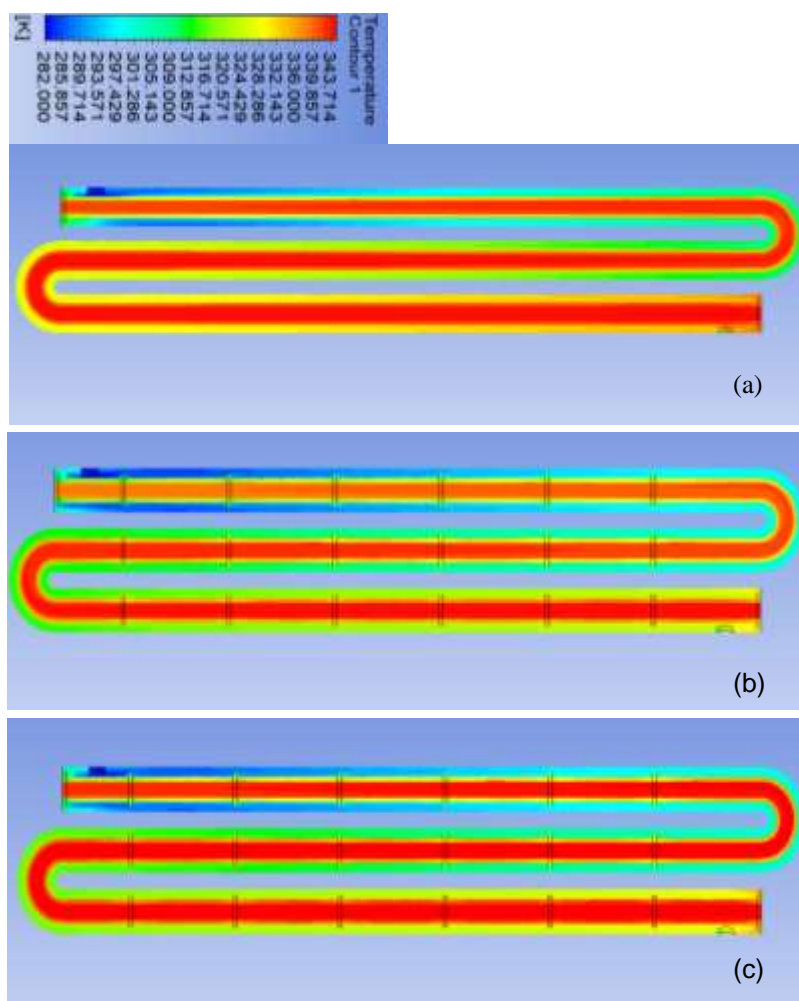 Temperature
Contour 1
343.714
339.857
336.000
332.143
328.286
324.429
320.571
316.714
312.857
309.000
305.143
301.286
297.429
293.571
289.714
285.857
282.000
[K]
(a)
(b)
(c)